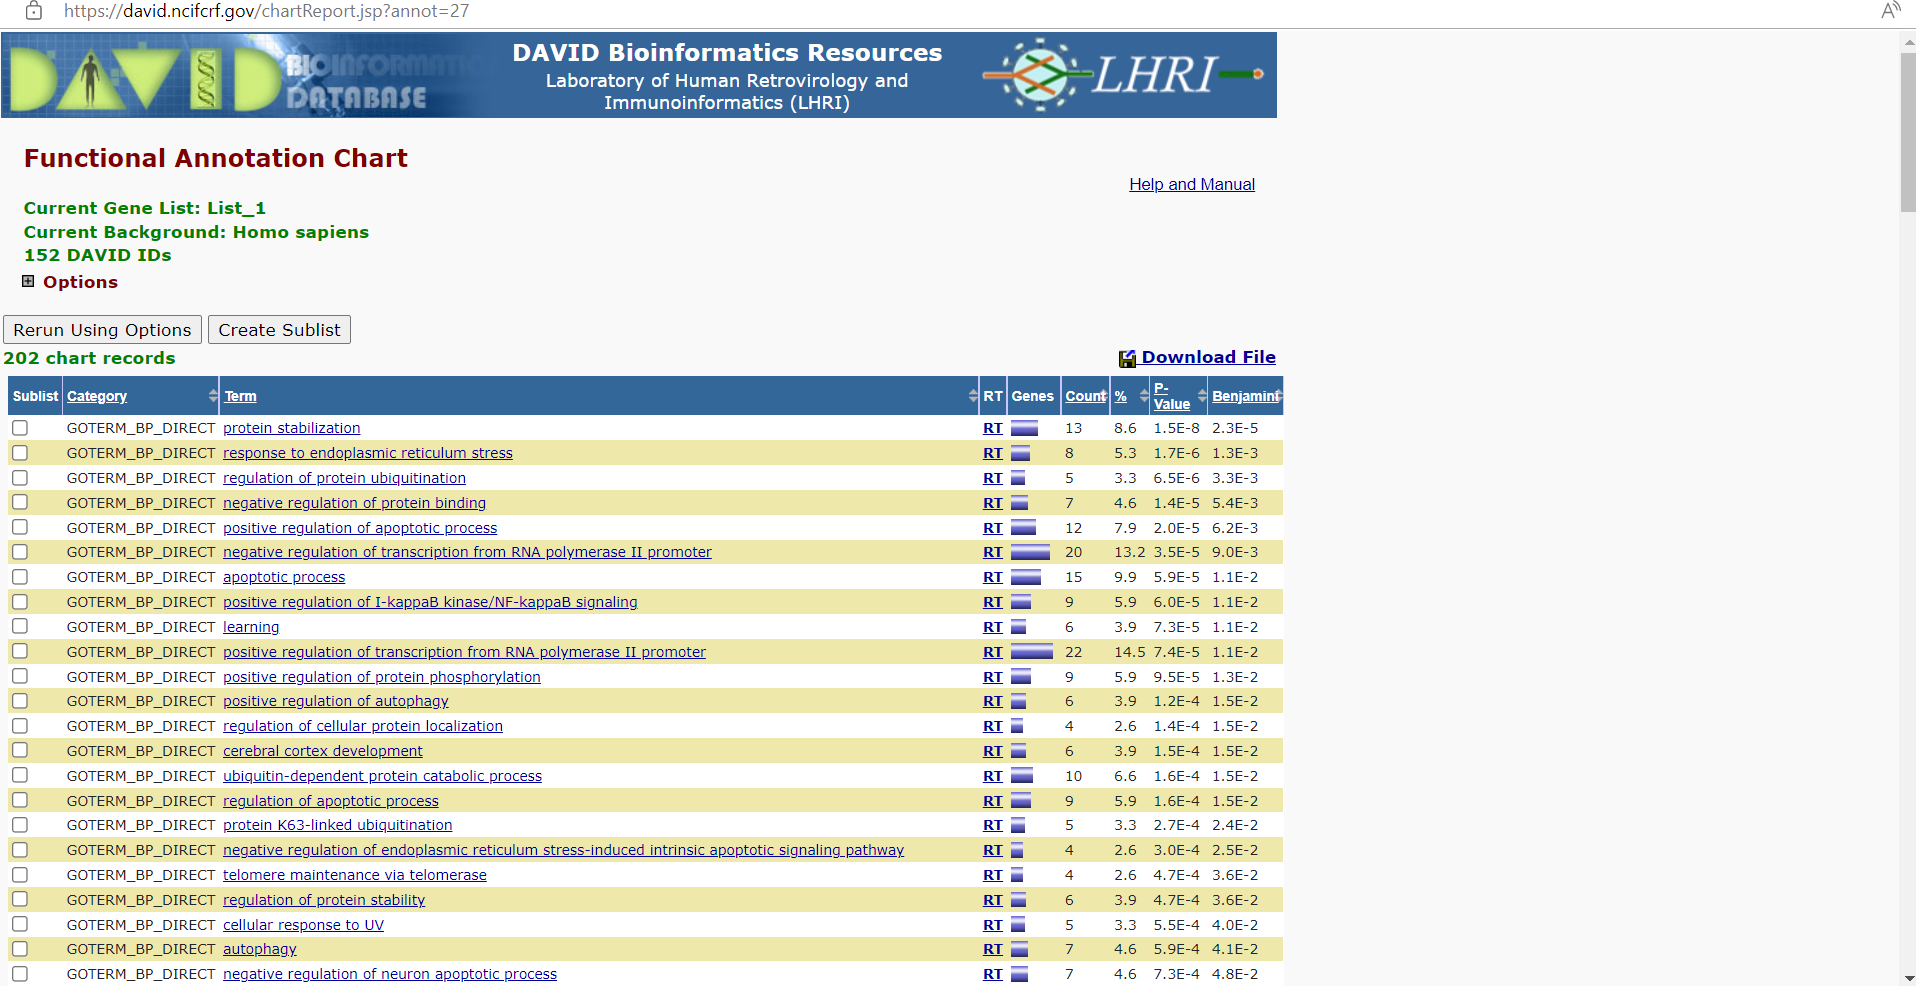 https://david.ncifcrf.gov/chartReport.jsp?annot=27
DAVID BIOINFORMATICS DATABASE
DAVID Bioinformatics Resources
Laboratory of Human Retrovirology and
Immunoinformatics (LHRI)
LHRI
Functional Annotation Chart
Help and Manual
Current Gene List: List_1
Current Background: Homo sapiens
152 DAVID IDs
Options
Rerun Using Options Create Sublist
202 chart records Download File
Sublist Category Term RT Genes Count % P-Value Benjamini
GOTERM_BP_DIRECT protein stabilization RT 13 8.6 1.5E-8 2.3E-5
GOTERM_BP_DIRECT response to endoplasmic reticulum stress RT 8 5.3 1.7E-6 1.3E-3
GOTERM_BP_DIRECT regulation of protein ubiquitination RT 5 3.3 6.5E-6 3.3E-3
GOTERM_BP_DIRECT negative regulation of protein binding RT 7 4.6 1.4E-5 5.4E-3
GOTERM_BP_DIRECT positive regulation of apoptotic process RT 12 7.9 2.0E-5 6.2E-3
GOTERM_BP_DIRECT negative regulation of transcription from RNA polymerase II promoter RT 20 13.2 3.5E-5 9.0E-3
GOTERM_BP_DIRECT apoptotic process RT 15 9.9 5.9E-5 1.1E-2
GOTERM_BP_DIRECT positive regulation of I-kappaB kinase/NF-kappaB signaling RT 9 5.9 6.0E-5 1.1E-2
GOTERM_BP_DIRECT learning RT 6 3.9 7.3E-5 1.1E-2
GOTERM_BP_DIRECT positive regulation of transcription from RNA polymerase II promoter RT 22 14.5 7.4E-5 1.1E-2
GOTERM_BP_DIRECT positive regulation of protein phosphorylation RT 9 5.9 9.5E-5 1.3E-2
GOTERM_BP_DIRECT positive regulation of autophagy RT 6 3.9 1.2E-4 1.5E-2
GOTERM_BP_DIRECT regulation of cellular protein localization RT 4 2.6 1.4E-4 1.5E-2
GOTERM_BP_DIRECT cerebral cortex development RT 6 3.9 1.5E-4 1.5E-2
GOTERM_BP_DIRECT ubiquitin-dependent protein catabolic process RT 10 6.6 1.6E-4 1.5E-2
GOTERM_BP_DIRECT regulation of apoptotic process RT 9 5.9 1.6E-4 1.5E-2
GOTERM_BP_DIRECT protein K63-linked ubiquitination RT 5 3.3 2.7E-4 2.4E-2
GOTERM_BP_DIRECT negative regulation of endoplasmic reticulum stress-induced intrinsic apoptotic signaling pathway RT 4 2.6 3.0E-4 2.5E-2
GOTERM_BP_DIRECT telomere maintenance via telomerase RT 4 2.6 4.7E-4 3.6E-2
GOTERM_BP_DIRECT regulation of protein stability RT 6 3.9 4.7E-4 3.6E-2
GOTERM_BP_DIRECT cellular response to UV RT 5 3.3 5.5E-4 4.0E-2
GOTERM_BP_DIRECT autophagy RT 7 4.6 5.9E-4 4.1E-2
GOTERM_BP_DIRECT negative regulation of neuron apoptotic process RT 7 4.6 7.3E-4 4.8E-2